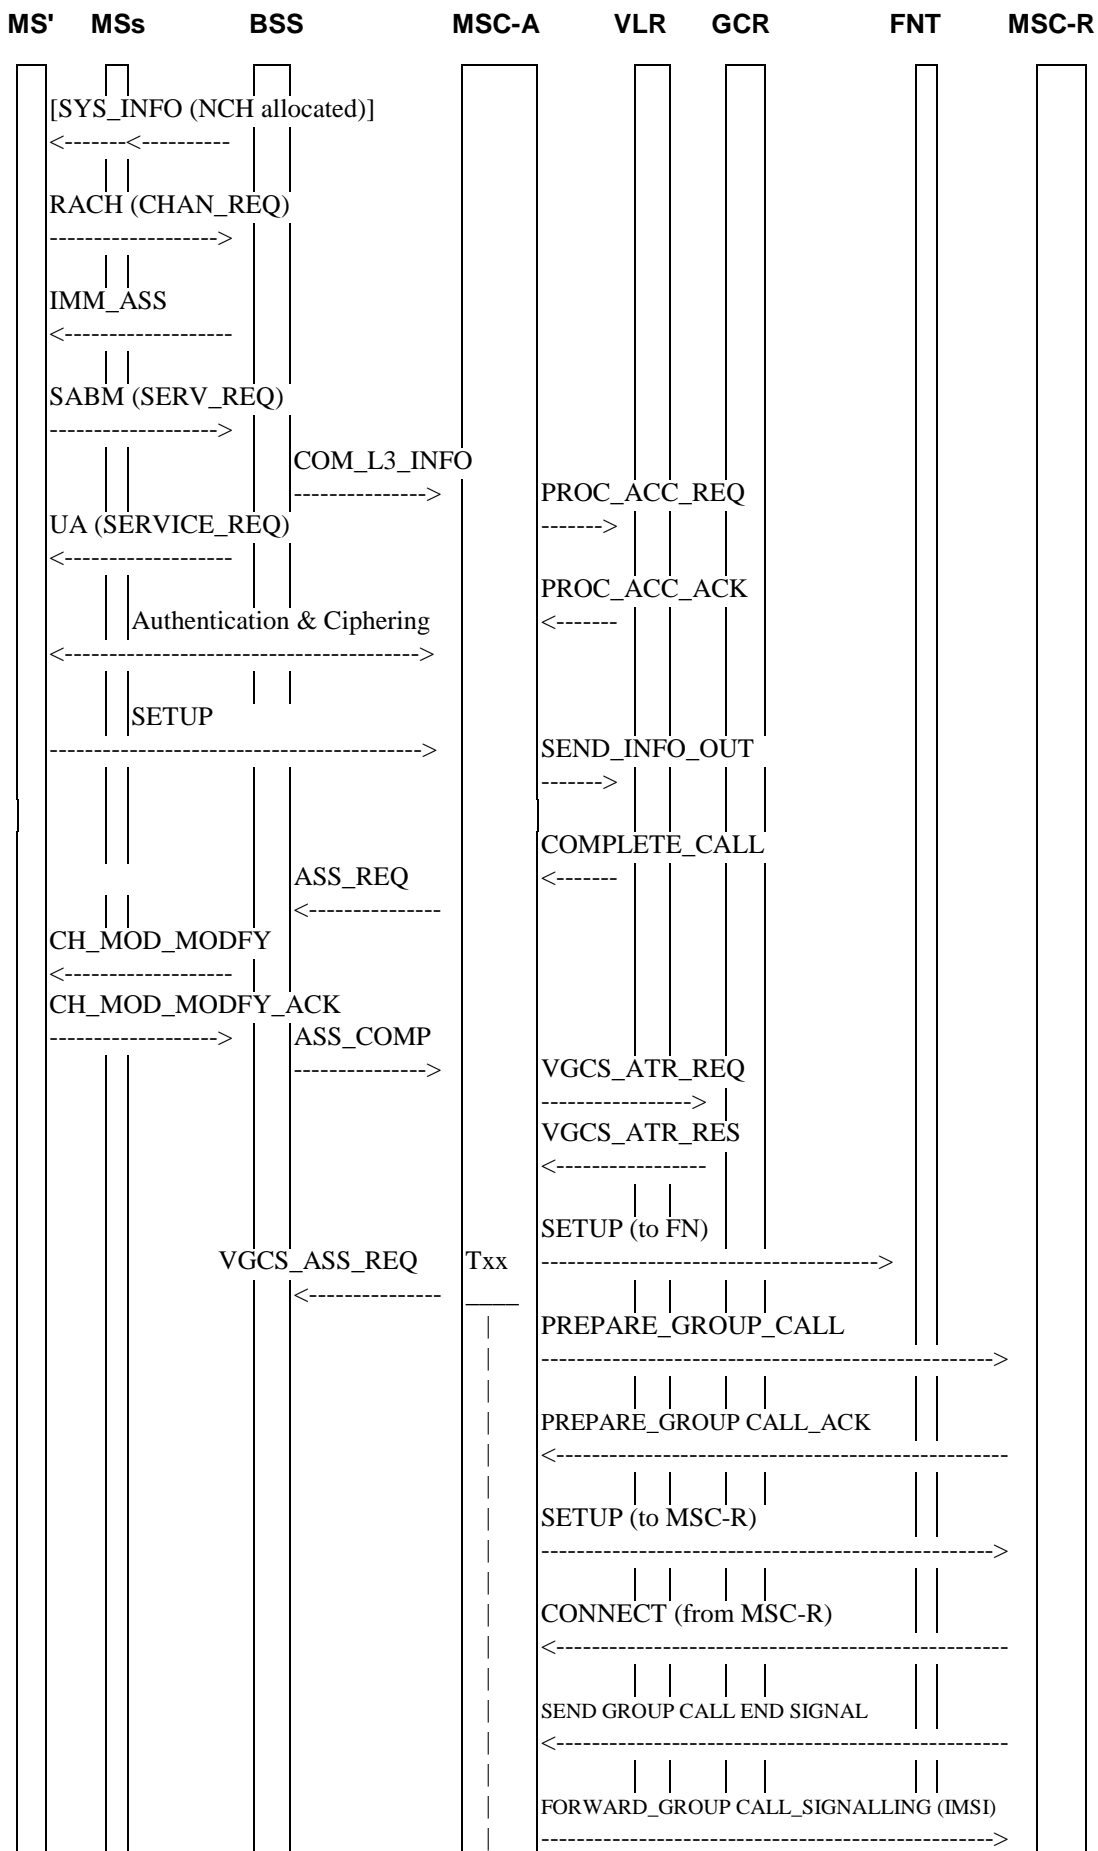 MS' MSs BSS MSC-A VLR GCR FNT MSC-R
[SYS_INFO (NCH allocated)]
<-------<----------
RACH (CHAN_REQ)
------------------->
IMM_ASS
<-------------------
SABM (SERV_REQ)
------------------->
COM_L3_INFO
---------------> PROC_ACC_REQ
UA (SERVICE_REQ) ------->
<-------------------
PROC_ACC_ACK
Authentication & Ciphering <-------
<---------------------------------------->
SETUP
------------------------------------------> SEND_INFO_OUT
------->
COMPLETE_CALL
ASS_REQ <-------
<---------------
CH_MOD_MODFY
<-------------------
CH_MOD_MODFY_ACK
-------------------> ASS_COMP
---------------> VGCS_ATR_REQ
----------------->
VGCS_ATR_RES
<-----------------
SETUP (to FN)
VGCS_ASS_REQ Txx -------------------------------------->
<--------------- ____
| PREPARE_GROUP_CALL
| --------------------------------------------------->
|
| PREPARE_GROUP CALL_ACK
| <---------------------------------------------------
|
| SETUP (to MSC-R)
| --------------------------------------------------->
|
| CONNECT (from MSC-R)
| <---------------------------------------------------
|
| SEND GROUP CALL END SIGNAL
| <---------------------------------------------------
|
| FORWARD_GROUP CALL_SIGNALLING (IMSI)
| --------------------------------------------------->